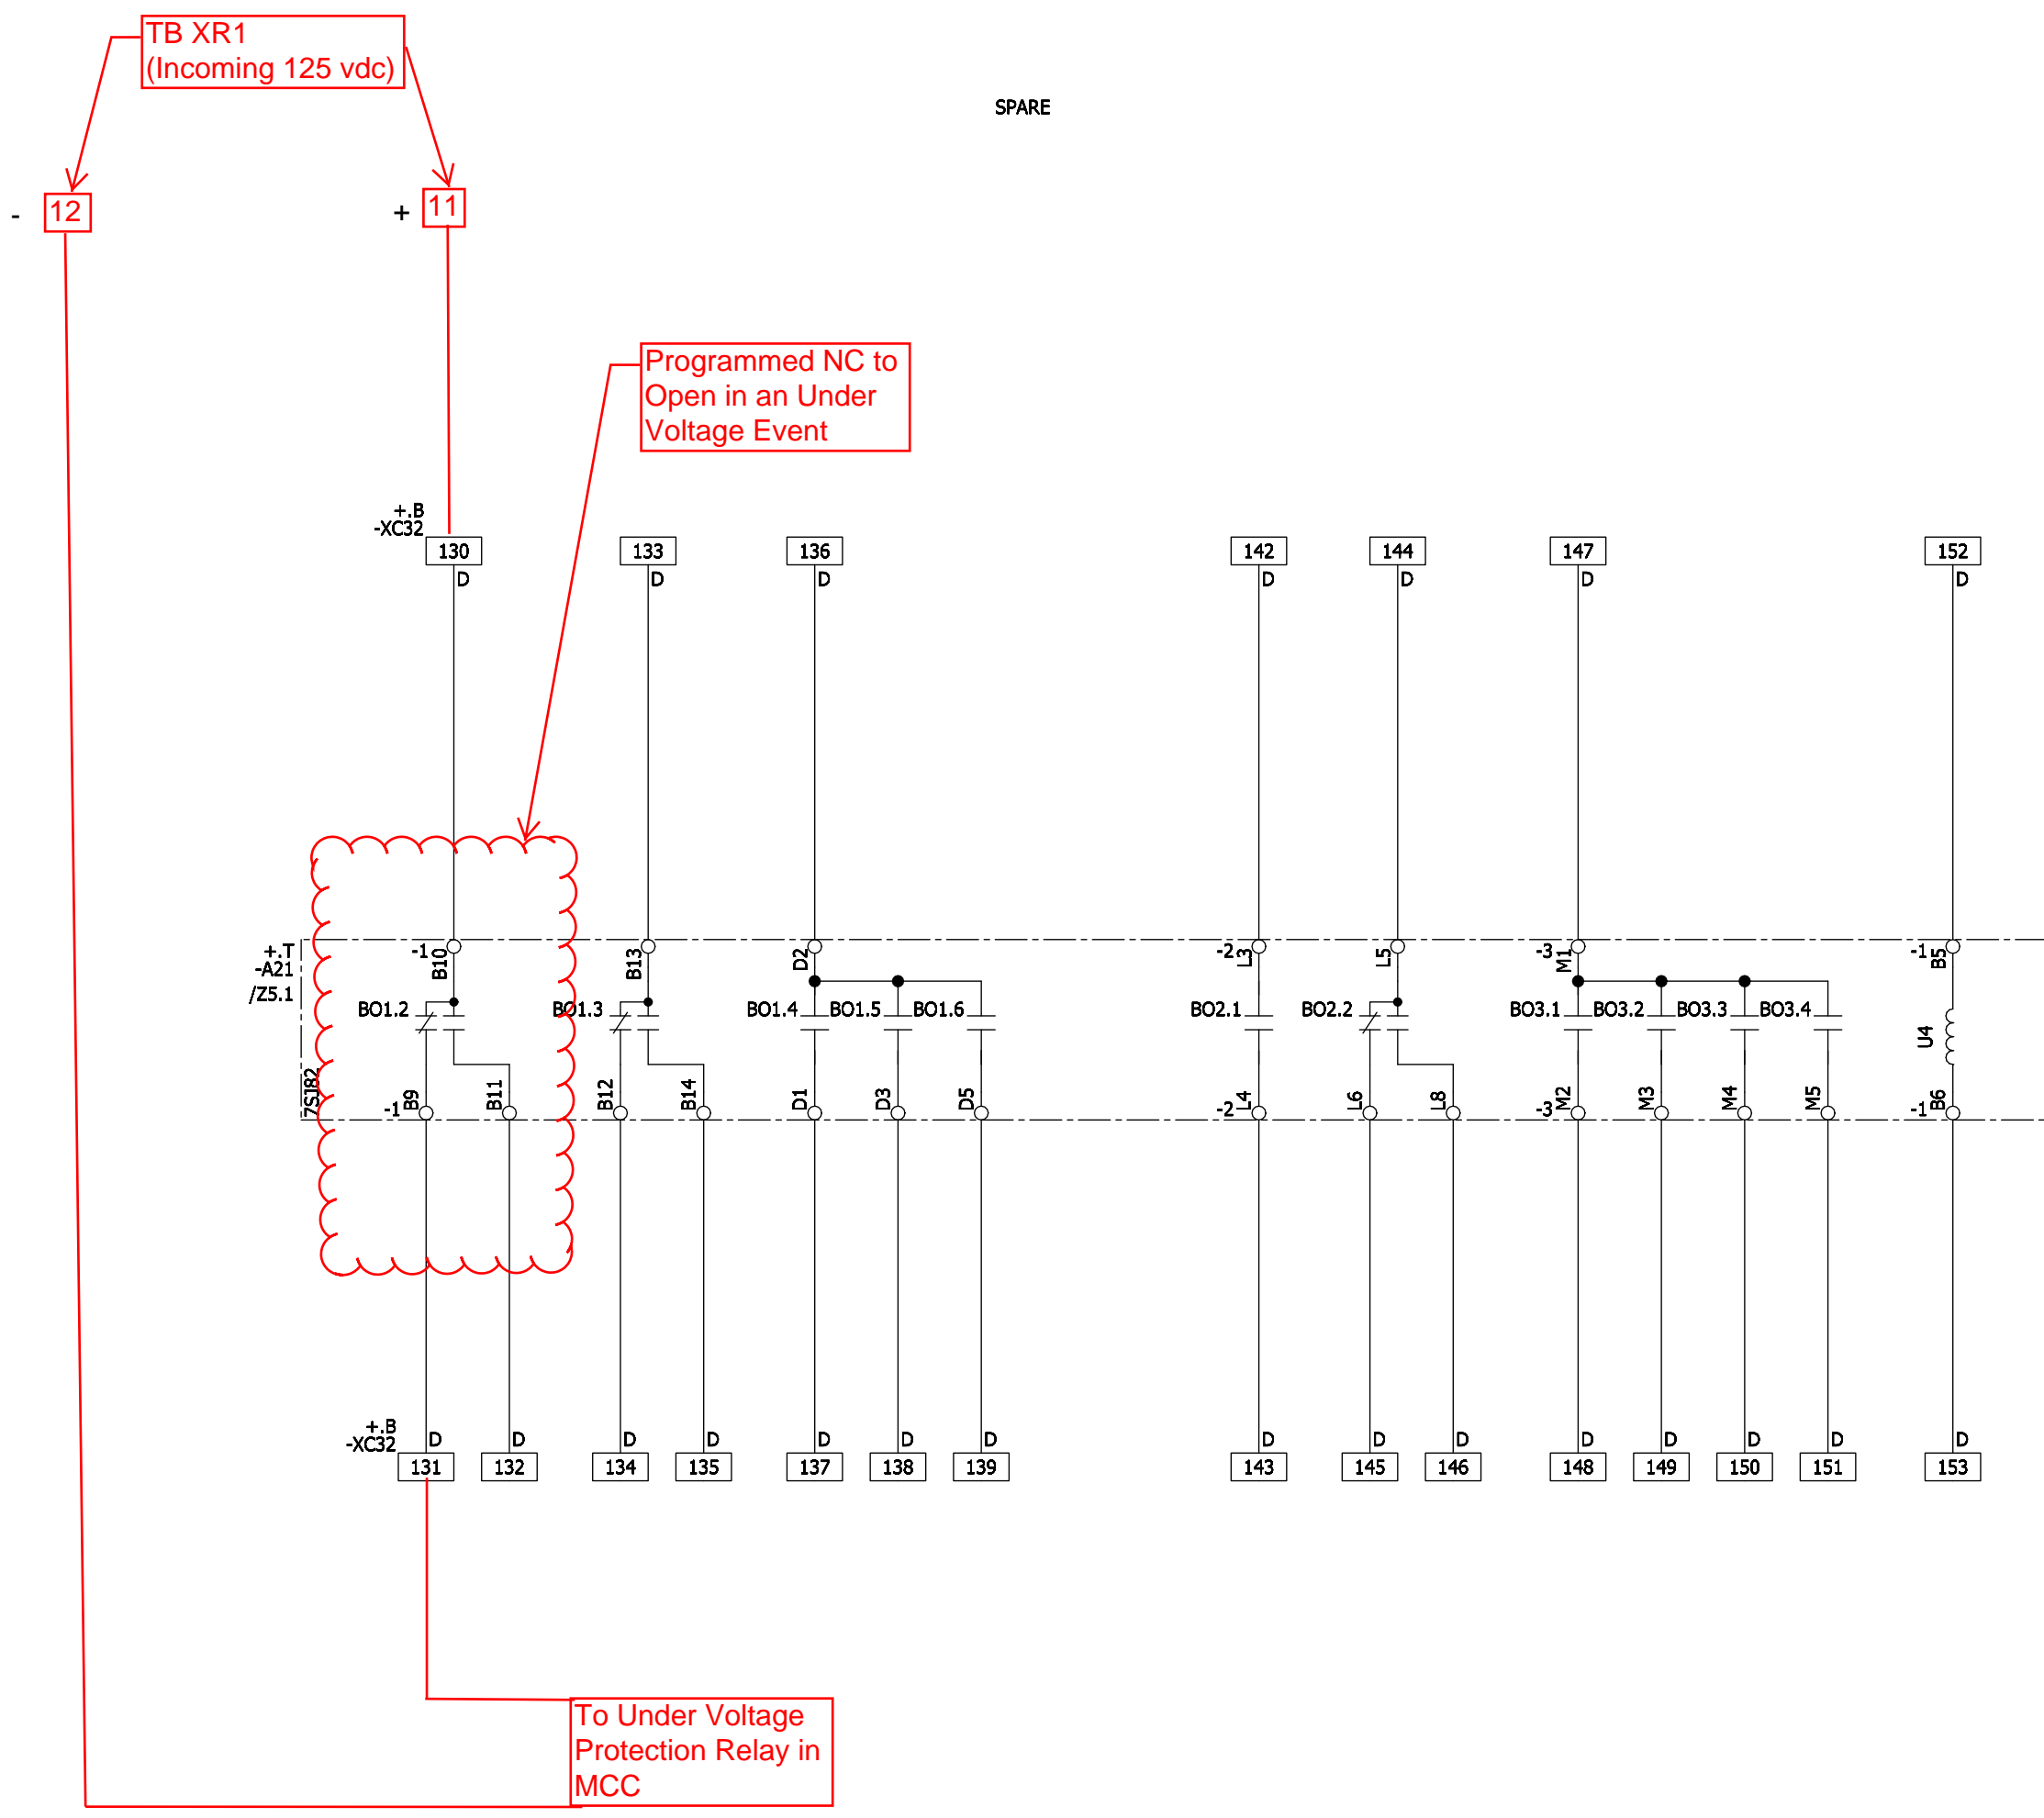 TB XR1
(Incoming 125 vdc)
SPARE
- 12
+ 11
Programmed NC to
Open in an Under
Voltage Event
+.B
-XC32
130 133 136 142 144 147 152
D D D D D D D
+.T
-A21
/Z5.1
7SJ82
-1 B10 B13 D2 -2 L3 L5 -3 M1 -1 B5
BO1.2 BO1.3 BO1.4 BO1.5 BO1.6 BO2.1 BO2.2 BO3.1 BO3.2 BO3.3 BO3.4 U4
-1 B9 B11 B12 B14 D1 D3 D5 -2 L4 L6 L8 -3 M2 M3 M4 M5 -1 B6
+.B
-XC32
D D D D D D D D D D D D D D D
131 132 134 135 137 138 139 143 145 146 148 149 150 151 153
To Under Voltage
Protection Relay in
MCC